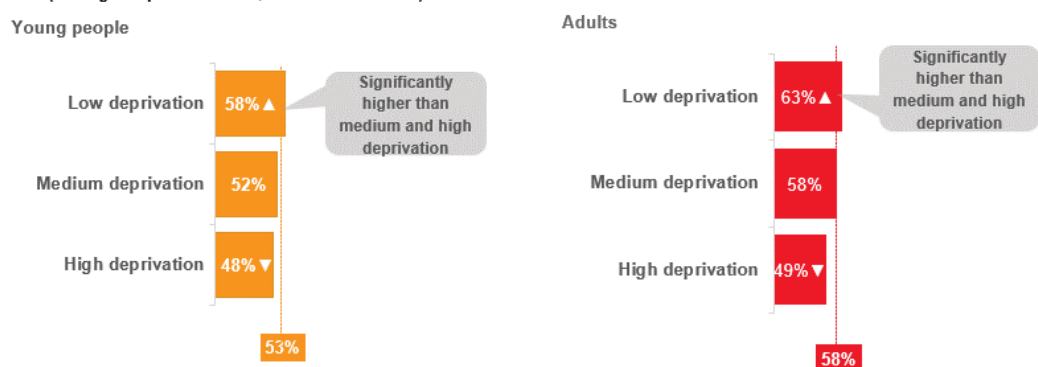 Young people
Low deprivation
58% ▲
Significantly
higher than
medium and high
deprivation
Medium deprivation
52%
High deprivation
48% ▼
53%
Adults
Low deprivation
63% ▲
Significantly
higher than
medium and high
deprivation
Medium deprivation
58%
High deprivation
49% ▼
58%